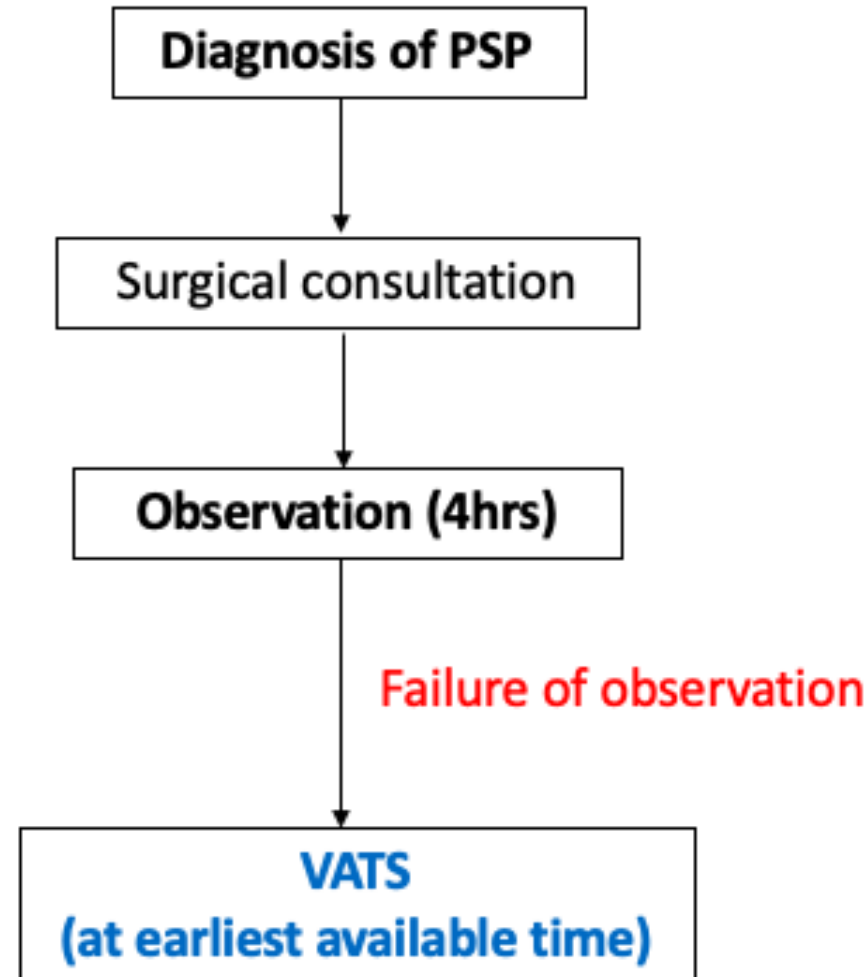 Diagnosis of PSP
Surgical consultation
Observation (4hrs)
Failure of observation
VATS
(at earliest available time)